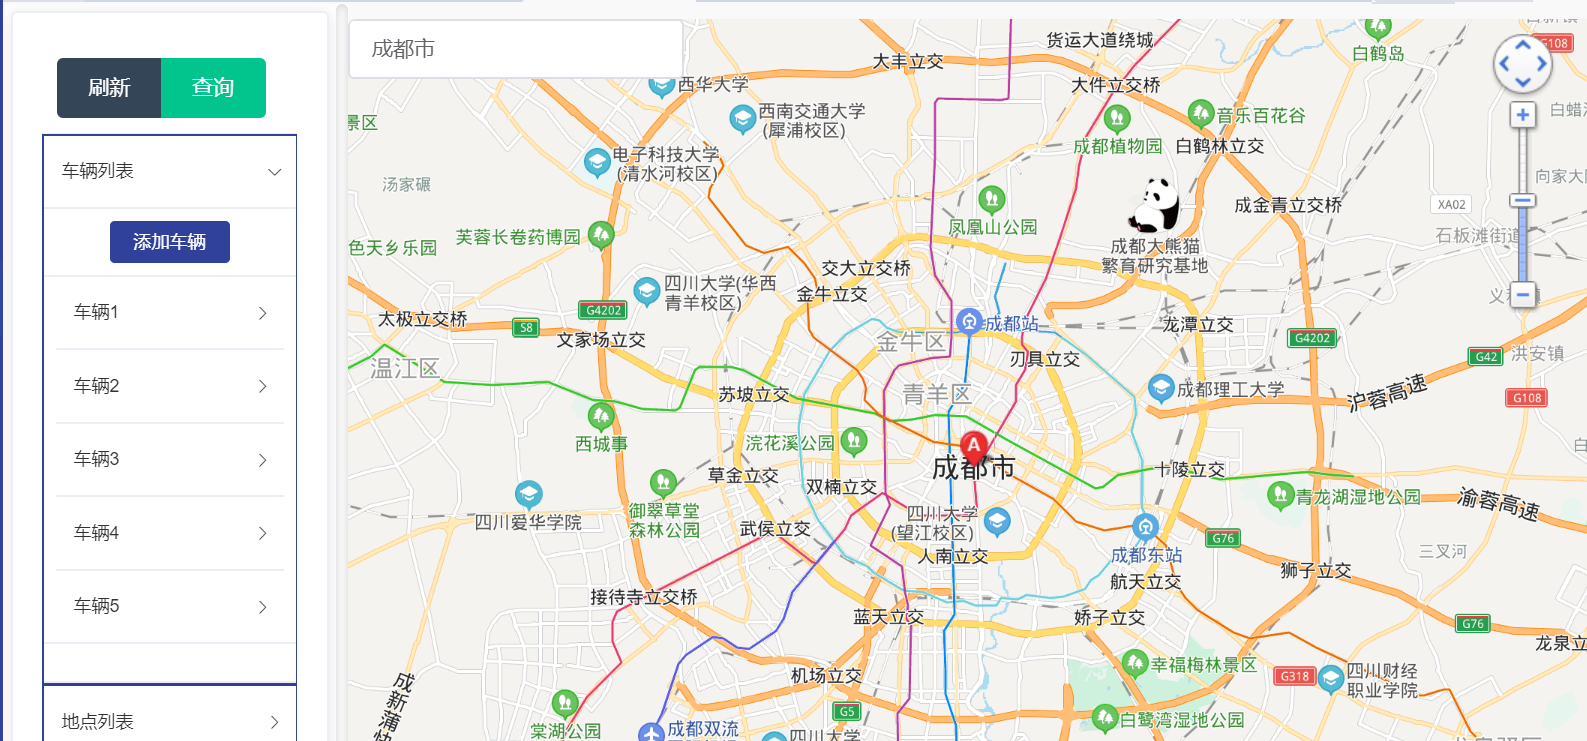 刷新
查询
车辆列表
添加车辆
车辆1
车辆2
车辆3
车辆4
车辆5
地点列表
成都市
货运大道绕城
大丰立交
白鹤岛
G108
西华大学
大件立交桥
西南交通大学
(犀浦校区)
音乐百花谷
景区
成都植物园
白鹤林立交
电子科技大学
(清水河校区)
汤家碾
向家大
XA02
成金青立交桥
凤凰山公园
芙蓉长卷药博园
色天乡乐园
石板滩街道
成都大熊猫
繁育研究基地
交大立交桥
四川大学(华西
青羊校区)
金牛立交
G4202
太极立交桥
S8
文家场立交
成都站
龙潭立交
金牛区
G4202
刃具立交
G42
洪安镇
温江区
青羊区
成都理工大学
沪蓉高速
G108
苏坡立交
西城事
浣花溪公园
A
成都市
十陵立交
草金立交
双楠立交
青龙湖湿地公园
渝蓉高速
四川爱华学院
御翠草堂
森林公园
四川大学
(望江校区)
武侯立交
G76
成都东站
人南立交
三叉河
狮子立交
航天立交
接待寺立交桥
蓝天立交
娇子立交
G76
龙泉立
幸福梅林景区
机场立交
G318
四川财经
职业学院
成新蒲快
棠湖公园
G5
成都双流
白鹭湾湿地公园
四川大学